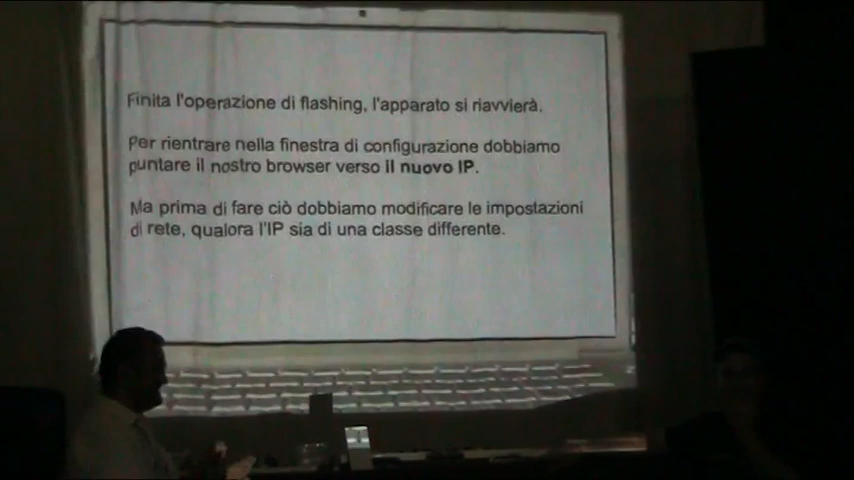 Finita l'operazione di flashing, l'apparato si riavvierà.
Per rientrare nella finestra di configurazione dobbiamo
puntare il nostro browser verso il nuovo IP.
Ma prima di fare ciò dobbiamo modificare le impostazioni
di rete, qualora l'IP sia di una classe differente.